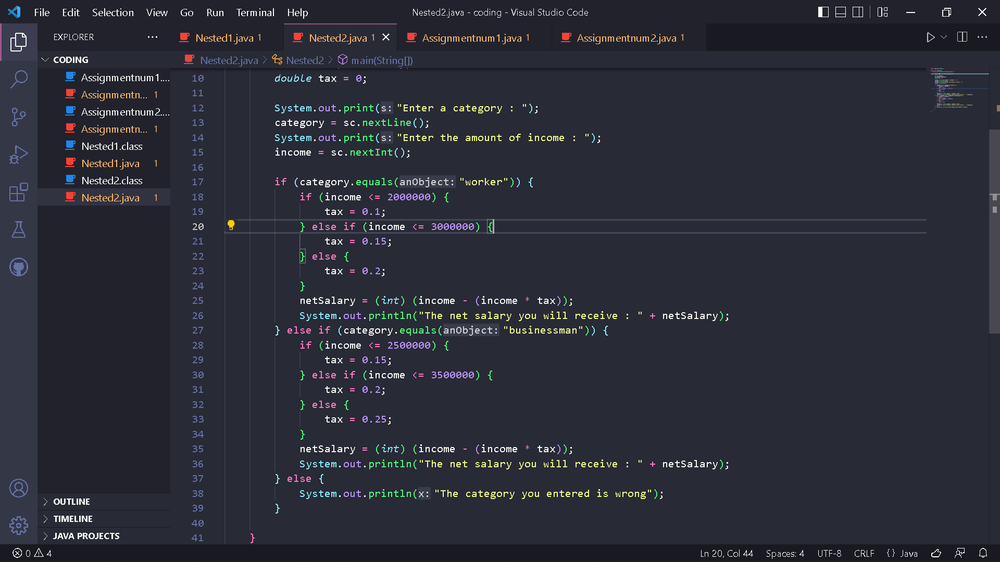 File Edit Selection View Go Run Terminal Help
Nested2.java - coding - Visual Studio Code
EXPLORER
Nested1.java 1
Nested2.java 1
Assignmentnum1.java 1
Assignmentnum2.java 1
CODING
Nested2.java > Nested2 > main(String[])
Assignmentnum1....
Assignmentn... 1
Assignmentnum2....
Assignmentn... 1
Nested1.class
Nested1.java 1
Nested2.class
Nested2.java 1
OUTLINE
TIMELINE
JAVA PROJECTS
10 double tax = 0;
11
12 System.out.print(s: "Enter a category : ");
13 category = sc.nextLine();
14 System.out.print(s: "Enter the amount of income : ");
15 income = sc.nextInt();
16
17 if (category.equals(anObject: "worker")) {
18 if (income <= 2000000) {
19 tax = 0.1;
20 } else if (income <= 3000000) {
21 tax = 0.15;
22 } else {
23 tax = 0.2;
24 }
25 netSalary = (int) (income - (income * tax));
26 System.out.println("The net salary you will receive : " + netSalary);
27 } else if (category.equals(anObject: "businessman")) {
28 if (income <= 2500000) {
29 tax = 0.15;
30 } else if (income <= 3500000) {
31 tax = 0.2;
32 } else {
33 tax = 0.25;
34 }
35 netSalary = (int) (income - (income * tax));
36 System.out.println("The net salary you will receive : " + netSalary);
37 } else {
38 System.out.println(x: "The category you entered is wrong");
39 }
40
41 }
0 4
Ln 20, Col 44 Spaces: 4 UTF-8 CRLF {} Java